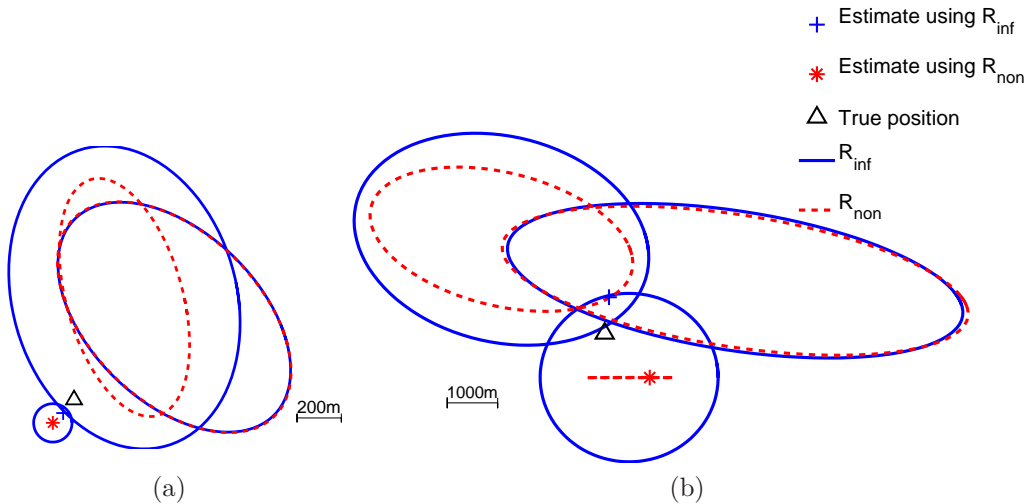 Estimate using R_inf
Estimate using R_non
True position
R_inf
R_non
200m
1000m
(a)
(b)